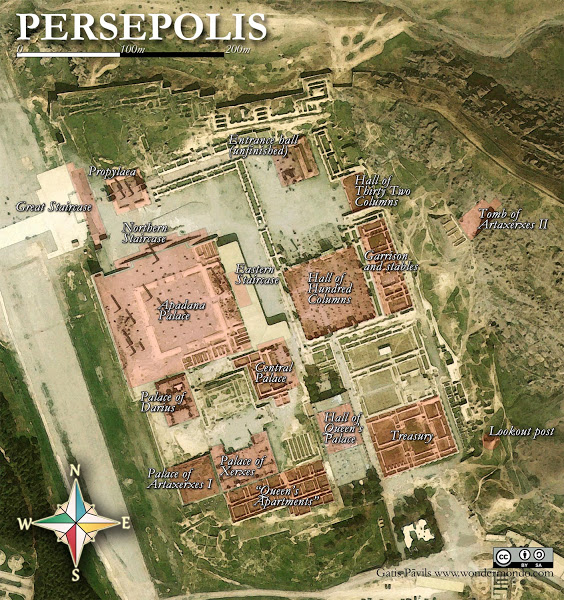 PERSEPOLIS
0 100m 200m
Entrance hall
(unfinished)
Propylaea
Hall of
Thirty Two
Columns
Great Staircase
Tomb of
Artaxerxes II
Northern
Staircase
Garrison
and stables
Eastern
Staircase
Hall of
Hundred
Columns
Apadana
Palace
Central
Palace
Palace of
Darius
Hall of
Queen's
Palace
Treasury
Lookout post
Palace of
Xerxes
Palace of
Artaxerxes I
"Queen's
Apartments"
N
W E
S
cc
BY SA
Gatis Pāvils www.wondermondo.com